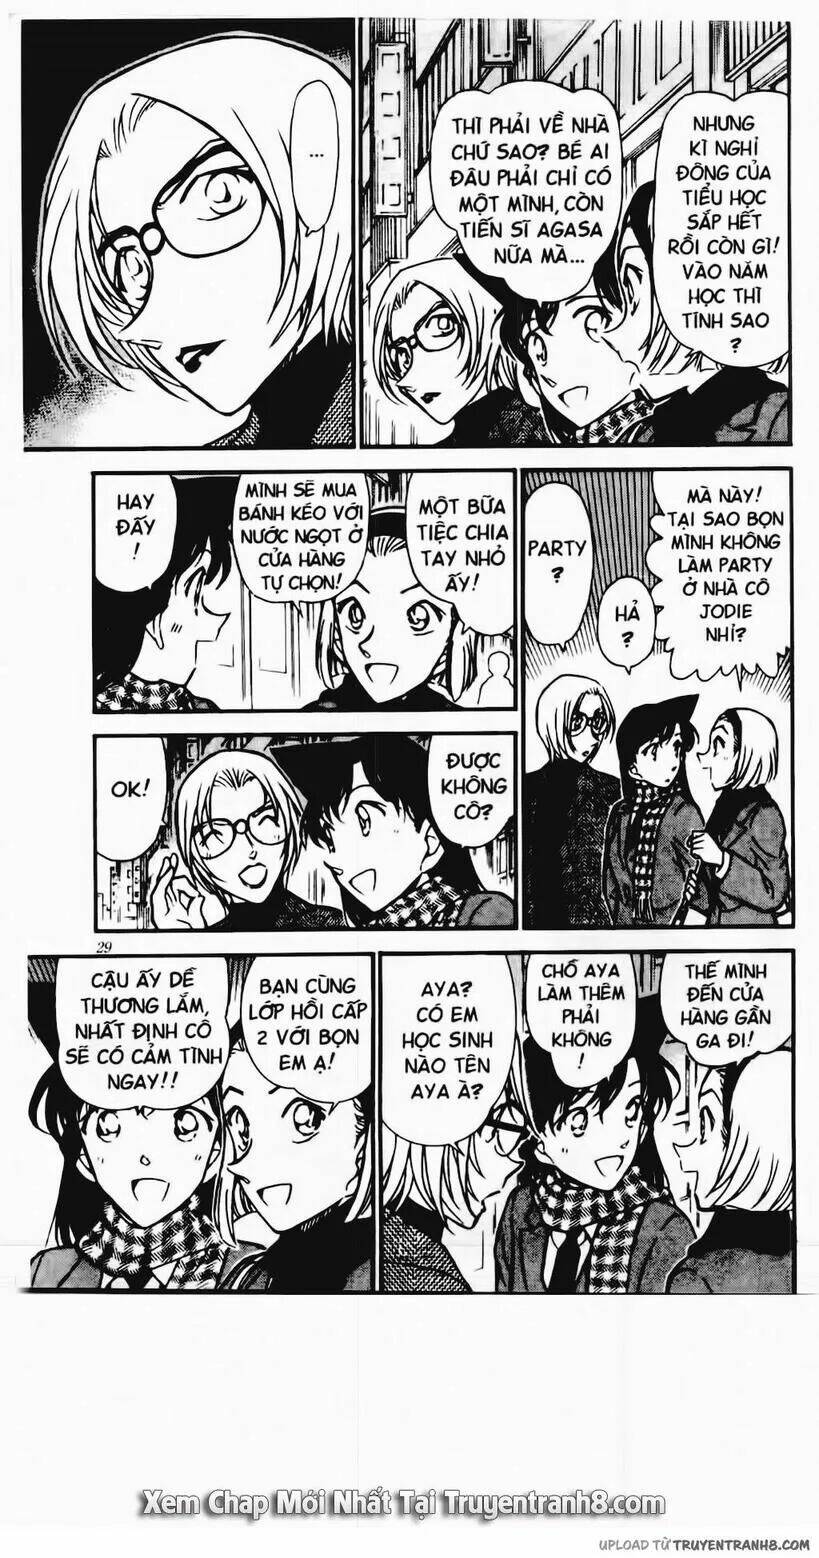 NHƯNG
KÌ NGHỈ
ĐÔNG CỦA
TIỂU HỌC
SẮP HẾT
RỒI CÒN GÌ!
VÀO NĂM
HỌC THÌ
TÍNH SAO
?
THÌ PHẢI VỀ NHÀ
CHỨ SAO? BÉ AI
ĐÂU PHẢI CHỈ CÓ
MỘT MÌNH, CÒN
TIẾN SĨ AGASA
NỮA MÀ...
...
MÀ NÀY!
TẠI SAO BỌN
MÌNH KHÔNG
LÀM PARTY
Ở NHÀ CÔ
JODIE
NHỈ?
HẢ
?
PARTY
?
MỘT BỮA
TIỆC CHIA
TAY NHỎ
ẤY!
MÌNH SẼ MUA
BÁNH KẸO VỚI
NƯỚC NGỌT Ở
CỬA HÀNG
TỰ CHỌN!
HAY
ĐẤY
!
ĐƯỢC
KHÔNG
CÔ?
OK!
29
THẾ MÌNH
ĐẾN CỬA
HÀNG GẦN
GA ĐI!
CHỖ AYA
LÀM THÊM
PHẢI
KHÔNG
!
AYA?
CÓ EM
HỌC SINH
NÀO TÊN
AYA À?
BẠN CÙNG
LỚP HỒI CẤP
2 VỚI BỌN
EM Ạ!
CẬU ẤY DỄ
THƯƠNG LẮM,
NHẤT ĐỊNH CÔ
SẼ CÓ CẢM TÌNH
NGAY!!
Xem Chap Mới Nhất Tại Truyentranh8.com
UPLOAD TỪ TRUYENTRANH8.COM